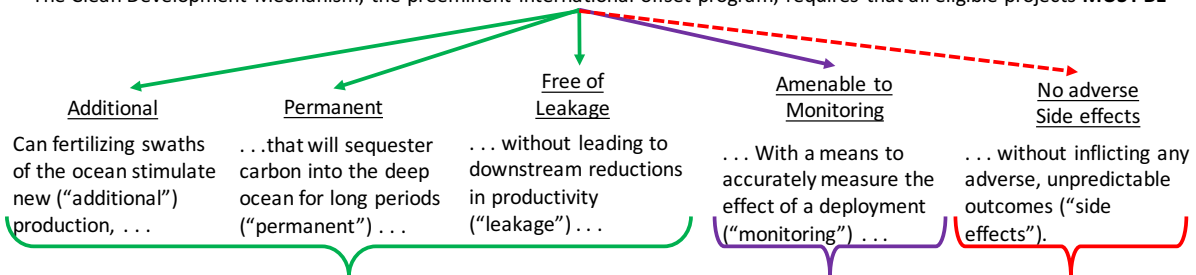 The Clean Development Mechanism, the preeminent international offset program, requires that all eligible projects MUST BE
Additional
Can fertilizing swaths
of the ocean stimulate
new (“additional”)
production, . . .
Permanent
. . .that will sequester
carbon into the deep
ocean for long periods
(“permanent”) . . .
Free of
Leakage
. . . without leading to
downstream reductions
in productivity
(“leakage”) . . .
Amenable to
Monitoring
. . . With a means to
accurately measure the
effect of a deployment
(“monitoring”) . . .
No adverse
Side effects
. . . without inflicting any
adverse, unpredictable
outcomes (“side
effects”).